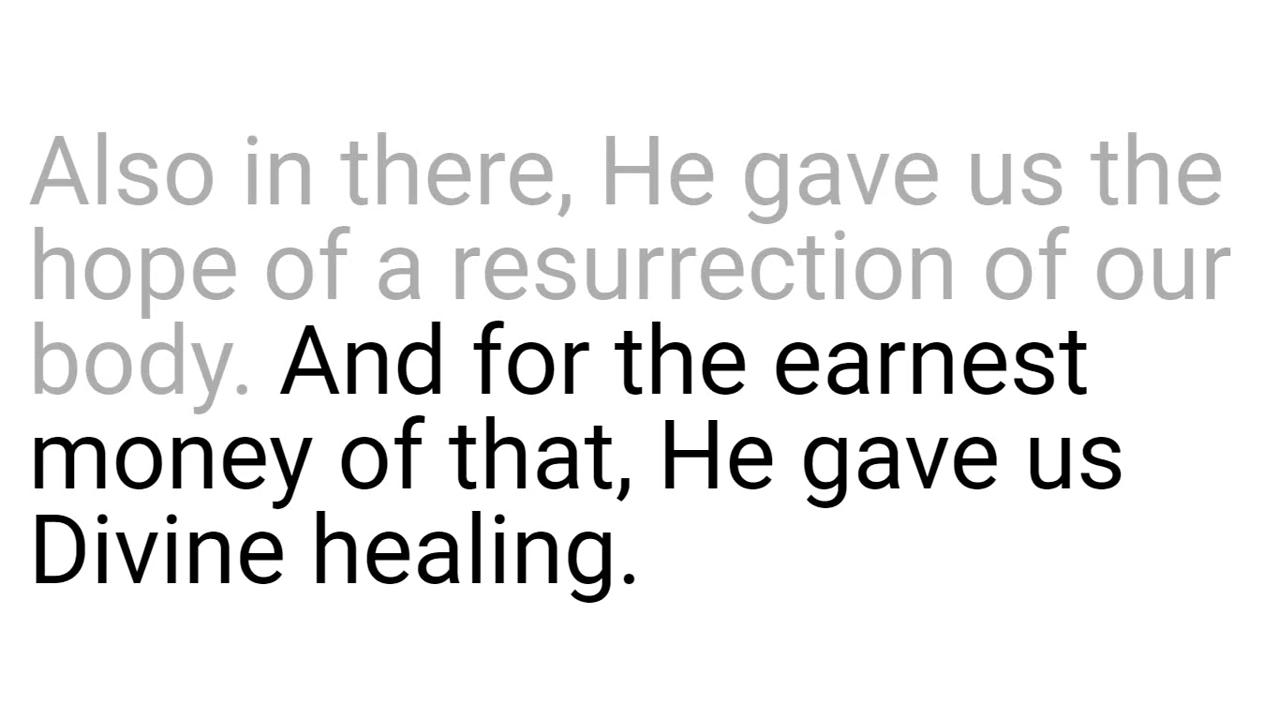 Also in there, He gave us the
hope of a resurrection of our
body. And for the earnest
money of that, He gave us
Divine healing.